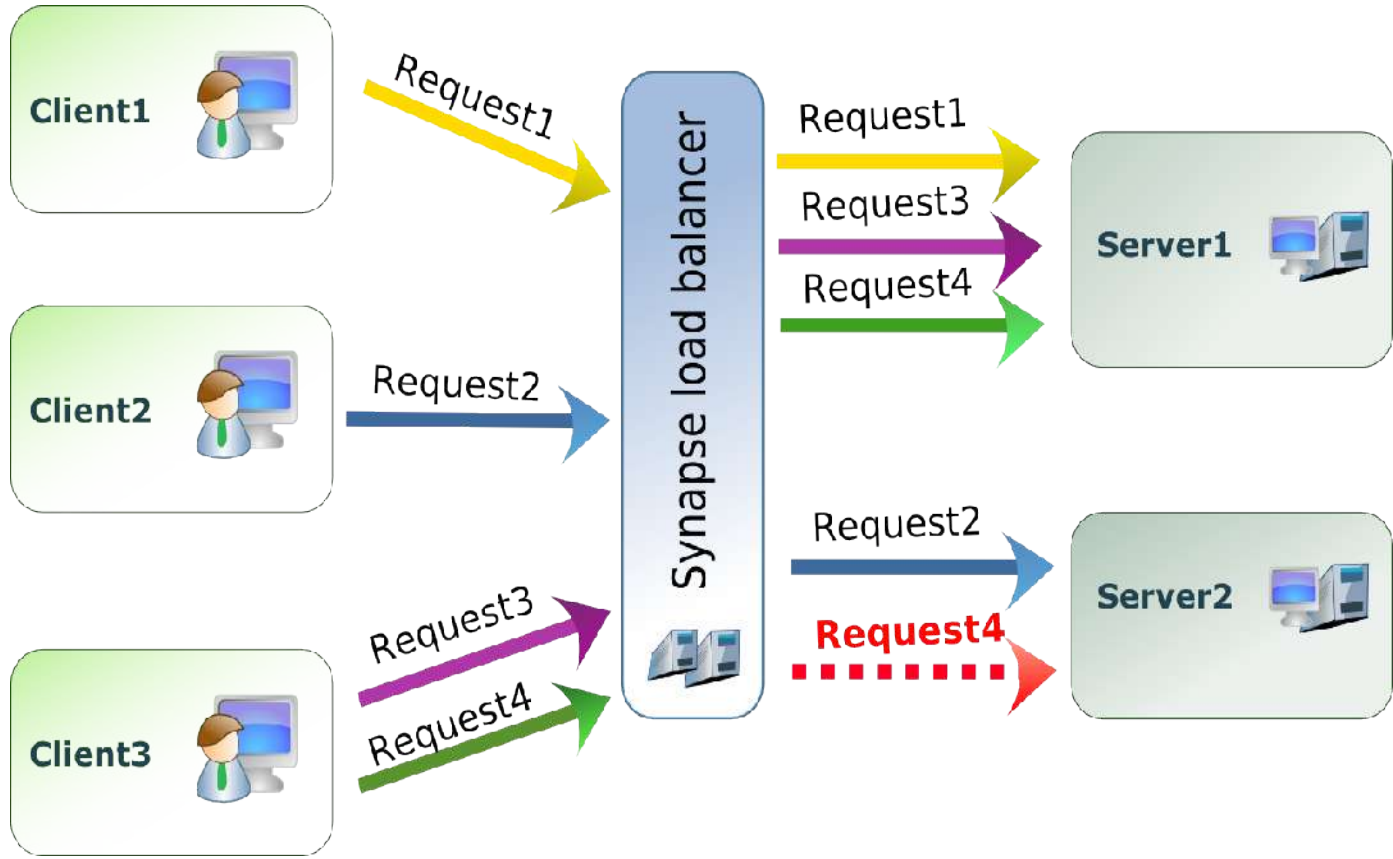 Client1
Request1
Client2
Request2
Client3
Request3
Request4
Synapse load balancer
Request1
Request3
Request4
Server1
Request2
Request4
Server2